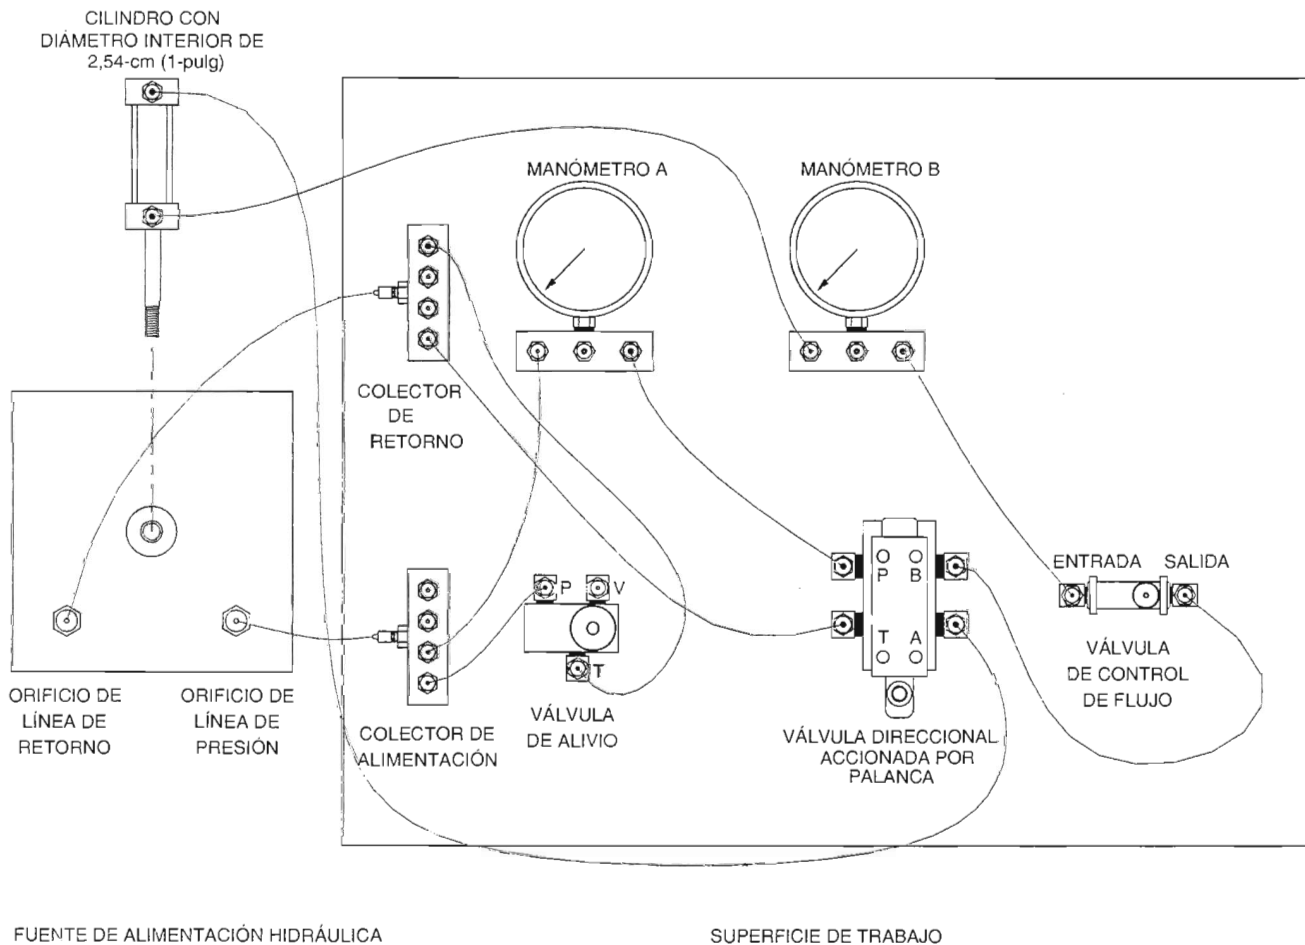 CILINDRO CON
DIÁMETRO INTERIOR DE
2,54-cm (1-pulg)
MANÓMETRO A
MANÓMETRO B
COLECTOR
DE
RETORNO
P
V
T
P
B
T
A
ENTRADA
SALIDA
VÁLVULA
DE CONTROL
DE FLUJO
ORIFICIO DE
LÍNEA DE
RETORNO
ORIFICIO DE
LÍNEA DE
PRESIÓN
COLECTOR DE
ALIMENTACIÓN
VÁLVULA
DE ALIVIO
VÁLVULA DIRECCIONAL
ACCIONADA POR
PALANCA
FUENTE DE ALIMENTACIÓN HIDRÁULICA
SUPERFICIE DE TRABAJO